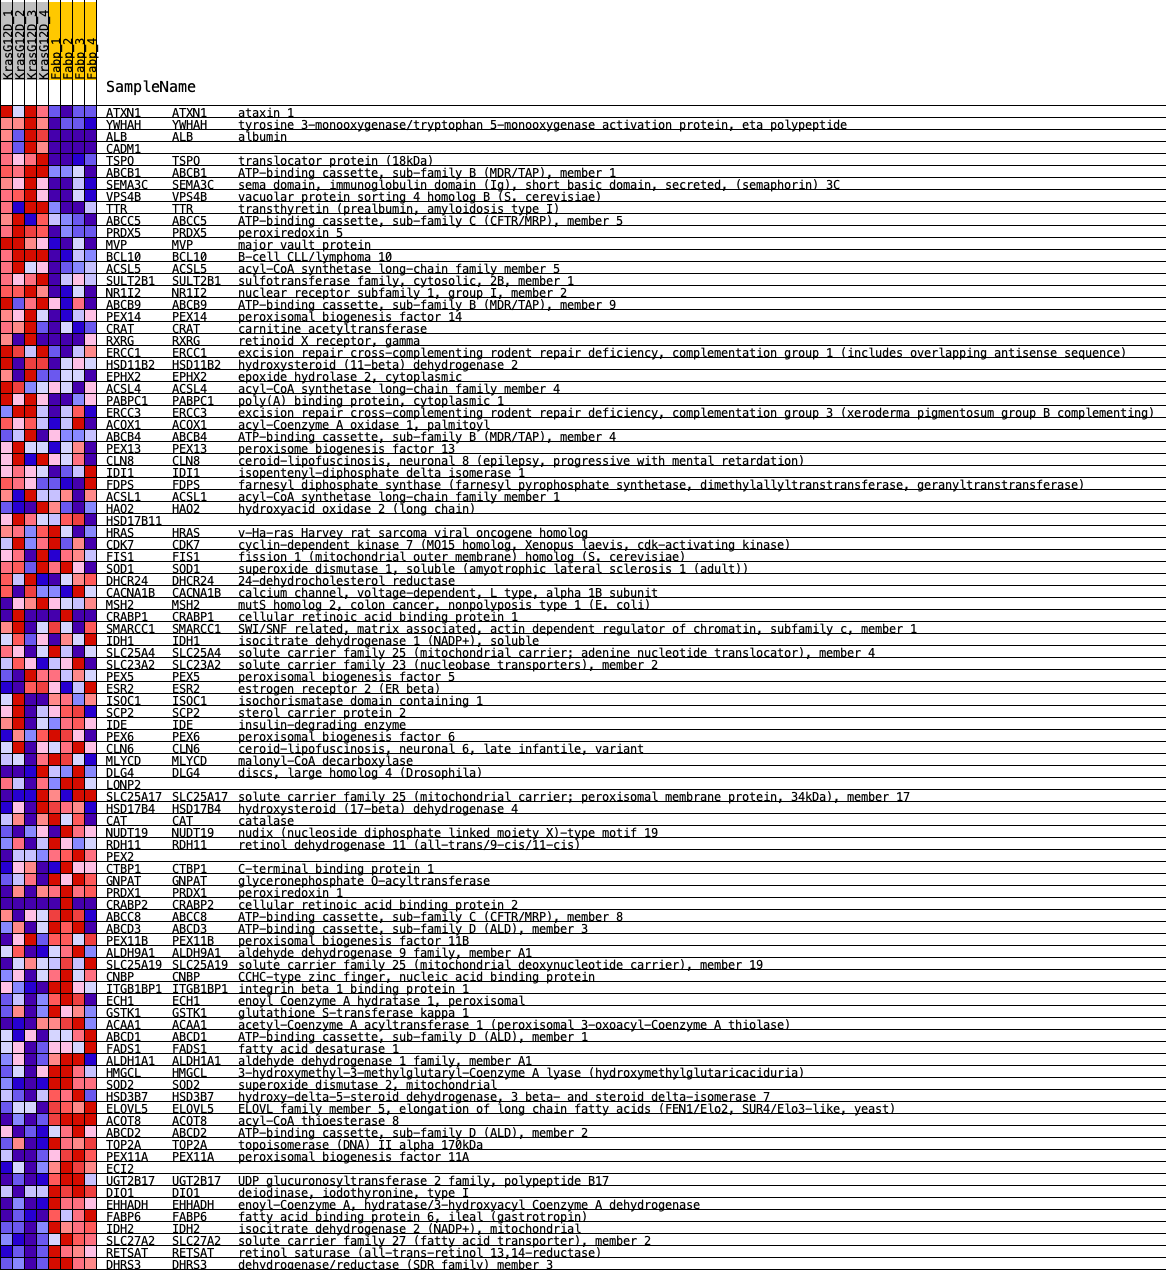 KrasG12D_1
KrasG12D_2
KrasG12D_3
KrasG12D_4
Fabp_1
Fabp_2
Fabp_3
Fabp_4
SampleName
ATXN1 ATXN1 ataxin 1
YWHAH YWHAH tyrosine 3-monooxygenase/tryptophan 5-monooxygenase activation protein, eta polypeptide
ALB ALB albumin
CADM1
TSPO TSPO translocator protein (18kDa)
ABCB1 ABCB1 ATP-binding cassette, sub-family B (MDR/TAP), member 1
SEMA3C SEMA3C sema domain, immunoglobulin domain (Ig), short basic domain, secreted, (semaphorin) 3C
VPS4B VPS4B vacuolar protein sorting 4 homolog B (S. cerevisiae)
TTR TTR transthyretin (prealbumin, amyloidosis type I)
ABCC5 ABCC5 ATP-binding cassette, sub-family C (CFTR/MRP), member 5
PRDX5 PRDX5 peroxiredoxin 5
MVP MVP major vault protein
BCL10 BCL10 B-cell CLL/lymphoma 10
ACSL5 ACSL5 acyl-CoA synthetase long-chain family member 5
SULT2B1 SULT2B1 sulfotransferase family, cytosolic, 2B, member 1
NR1I2 NR1I2 nuclear receptor subfamily 1, group I, member 2
ABCB9 ABCB9 ATP-binding cassette, sub-family B (MDR/TAP), member 9
PEX14 PEX14 peroxisomal biogenesis factor 14
CRAT CRAT carnitine acetyltransferase
RXRG RXRG retinoid X receptor, gamma
ERCC1 ERCC1 excision repair cross-complementing rodent repair deficiency, complementation group 1 (includes overlapping antisense sequence)
HSD11B2 HSD11B2 hydroxysteroid (11-beta) dehydrogenase 2
EPHX2 EPHX2 epoxide hydrolase 2, cytoplasmic
ACSL4 ACSL4 acyl-CoA synthetase long-chain family member 4
PABPC1 PABPC1 poly(A) binding protein, cytoplasmic 1
ERCC3 ERCC3 excision repair cross-complementing rodent repair deficiency, complementation group 3 (xeroderma pigmentosum group B complementing)
ACOX1 ACOX1 acyl-Coenzyme A oxidase 1, palmitoyl
ABCB4 ABCB4 ATP-binding cassette, sub-family B (MDR/TAP), member 4
PEX13 PEX13 peroxisome biogenesis factor 13
CLN8 CLN8 ceroid-lipofuscinosis, neuronal 8 (epilepsy, progressive with mental retardation)
IDI1 IDI1 isopentenyl-diphosphate delta isomerase 1
FDPS FDPS farnesyl diphosphate synthase (farnesyl pyrophosphate synthetase, dimethylallyltranstransferase, geranyltranstransferase)
ACSL1 ACSL1 acyl-CoA synthetase long-chain family member 1
HAO2 HAO2 hydroxyacid oxidase 2 (long chain)
HSD17B11
HRAS HRAS v-Ha-ras Harvey rat sarcoma viral oncogene homolog
CDK7 CDK7 cyclin-dependent kinase 7 (MO15 homolog, Xenopus laevis, cdk-activating kinase)
FIS1 FIS1 fission 1 (mitochondrial outer membrane) homolog (S. cerevisiae)
SOD1 SOD1 superoxide dismutase 1, soluble (amyotrophic lateral sclerosis 1 (adult))
DHCR24 DHCR24 24-dehydrocholesterol reductase
CACNA1B CACNA1B calcium channel, voltage-dependent, L type, alpha 1B subunit
MSH2 MSH2 mutS homolog 2, colon cancer, nonpolyposis type 1 (E. coli)
CRABP1 CRABP1 cellular retinoic acid binding protein 1
SMARCC1 SMARCC1 SWI/SNF related, matrix associated, actin dependent regulator of chromatin, subfamily c, member 1
IDH1 IDH1 isocitrate dehydrogenase 1 (NADP+), soluble
SLC25A4 SLC25A4 solute carrier family 25 (mitochondrial carrier; adenine nucleotide translocator), member 4
SLC23A2 SLC23A2 solute carrier family 23 (nucleobase transporters), member 2
PEX5 PEX5 peroxisomal biogenesis factor 5
ESR2 ESR2 estrogen receptor 2 (ER beta)
ISOC1 ISOC1 isochorismatase domain containing 1
SCP2 SCP2 sterol carrier protein 2
IDE IDE insulin-degrading enzyme
PEX6 PEX6 peroxisomal biogenesis factor 6
CLN6 CLN6 ceroid-lipofuscinosis, neuronal 6, late infantile, variant
MLYCD MLYCD malonyl-CoA decarboxylase
DLG4 DLG4 discs, large homolog 4 (Drosophila)
LONP2
SLC25A17 SLC25A17 solute carrier family 25 (mitochondrial carrier; peroxisomal membrane protein, 34kDa), member 17
HSD17B4 HSD17B4 hydroxysteroid (17-beta) dehydrogenase 4
CAT CAT catalase
NUDT19 NUDT19 nudix (nucleoside diphosphate linked moiety X)-type motif 19
RDH11 RDH11 retinol dehydrogenase 11 (all-trans/9-cis/11-cis)
PEX2
CTBP1 CTBP1 C-terminal binding protein 1
GNPAT GNPAT glyceronephosphate O-acyltransferase
PRDX1 PRDX1 peroxiredoxin 1
CRABP2 CRABP2 cellular retinoic acid binding protein 2
ABCC8 ABCC8 ATP-binding cassette, sub-family C (CFTR/MRP), member 8
ABCD3 ABCD3 ATP-binding cassette, sub-family D (ALD), member 3
PEX11B PEX11B peroxisomal biogenesis factor 11B
ALDH9A1 ALDH9A1 aldehyde dehydrogenase 9 family, member A1
SLC25A19 SLC25A19 solute carrier family 25 (mitochondrial deoxynucleotide carrier), member 19
CNBP CNBP CCHC-type zinc finger, nucleic acid binding protein
ITGB1BP1 ITGB1BP1 integrin beta 1 binding protein 1
ECH1 ECH1 enoyl Coenzyme A hydratase 1, peroxisomal
GSTK1 GSTK1 glutathione S-transferase kappa 1
ACAA1 ACAA1 acetyl-Coenzyme A acyltransferase 1 (peroxisomal 3-oxoacyl-Coenzyme A thiolase)
ABCD1 ABCD1 ATP-binding cassette, sub-family D (ALD), member 1
FADS1 FADS1 fatty acid desaturase 1
ALDH1A1 ALDH1A1 aldehyde dehydrogenase 1 family, member A1
HMGCL HMGCL 3-hydroxymethyl-3-methylglutaryl-Coenzyme A lyase (hydroxymethylglutaricaciduria)
SOD2 SOD2 superoxide dismutase 2, mitochondrial
HSD3B7 HSD3B7 hydroxy-delta-5-steroid dehydrogenase, 3 beta- and steroid delta-isomerase 7
ELOVL5 ELOVL5 ELOVL family member 5, elongation of long chain fatty acids (FEN1/Elo2, SUR4/Elo3-like, yeast)
ACOT8 ACOT8 acyl-CoA thioesterase 8
ABCD2 ABCD2 ATP-binding cassette, sub-family D (ALD), member 2
TOP2A TOP2A topoisomerase (DNA) II alpha 170kDa
PEX11A PEX11A peroxisomal biogenesis factor 11A
ECI2
UGT2B17 UGT2B17 UDP glucuronosyltransferase 2 family, polypeptide B17
DIO1 DIO1 deiodinase, iodothyronine, type I
EHHADH EHHADH enoyl-Coenzyme A, hydratase/3-hydroxyacyl Coenzyme A dehydrogenase
FABP6 FABP6 fatty acid binding protein 6, ileal (gastrotropin)
IDH2 IDH2 isocitrate dehydrogenase 2 (NADP+), mitochondrial
SLC27A2 SLC27A2 solute carrier family 27 (fatty acid transporter), member 2
RETSAT RETSAT retinol saturase (all-trans-retinol 13,14-reductase)
DHRS3 DHRS3 dehydrogenase/reductase (SDR family) member 3